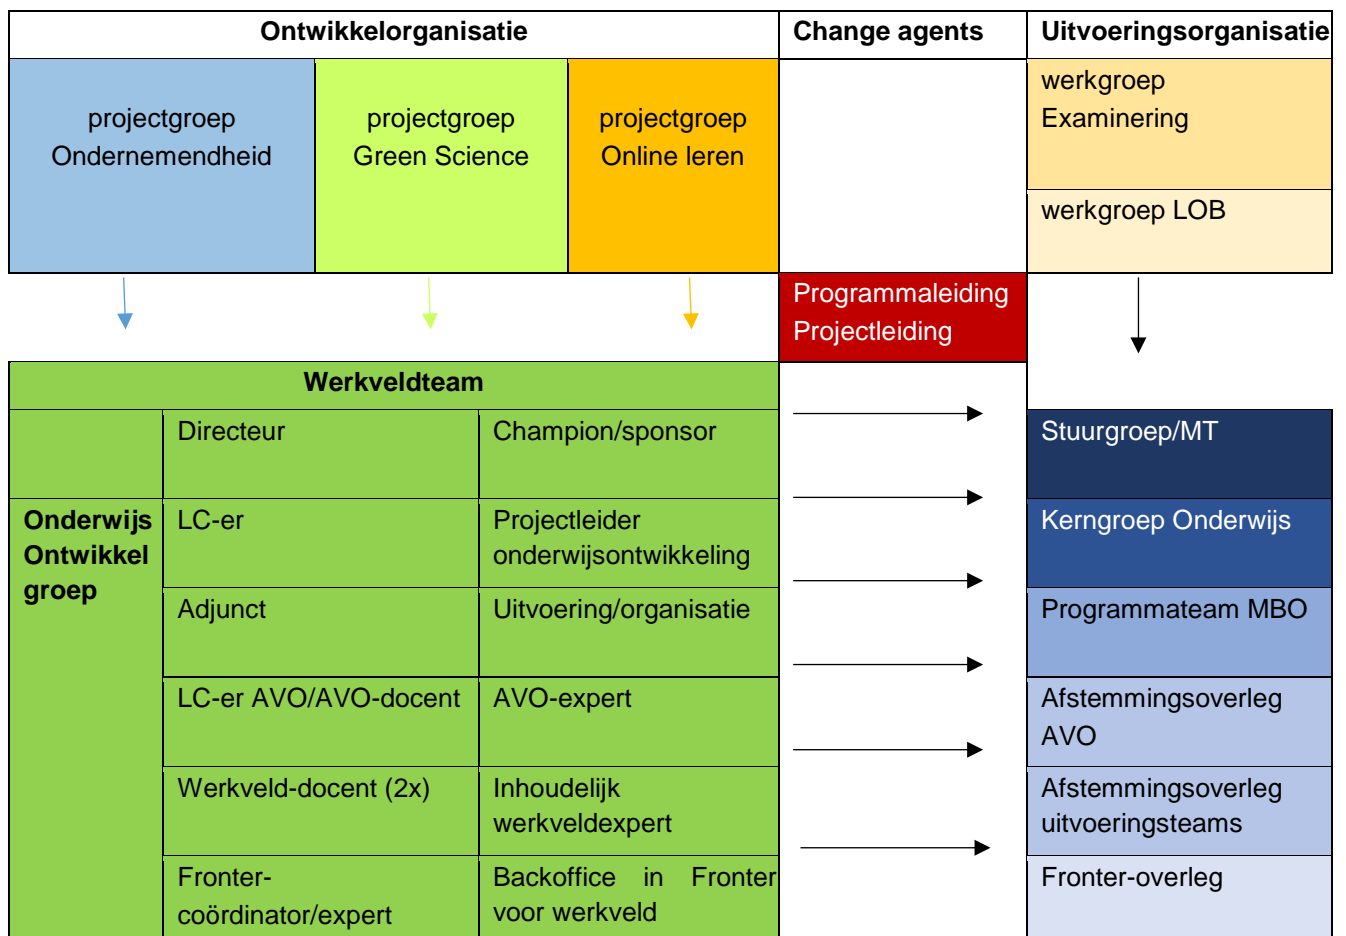 Ontwikkelorganisatie
Change agents
Uitvoeringsorganisatie
projectgroep
Ondernemendheid
projectgroep
Green Science
projectgroep
Online leren
werkgroep
Examinering
werkgroep LOB
Programmaleiding
Projectleiding
Werkveldteam
Directeur
Champion/sponsor
Stuurgroep/MT
Onderwijs
Ontwikkel
groep
LC-er
Projectleider
onderwijsontwikkeling
Kerngroep Onderwijs
Adjunct
Uitvoering/organisatie
Programmateam MBO
LC-er AVO/AVO-docent
AVO-expert
Afstemmingsoverleg
AVO
Werkveld-docent (2x)
Inhoudelijk
werkveldexpert
Afstemmingsoverleg
uitvoeringsteams
Fronter-
coördinator/expert
Backoffice in Fronter
voor werkveld
Fronter-overleg